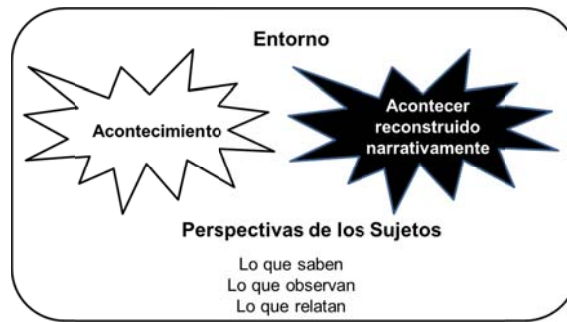 Entorno
Acontecimiento
Acontecer
reconstruido
narrativamente
Perspectivas de los Sujetos
Lo que saben
Lo que observan
Lo que relatan